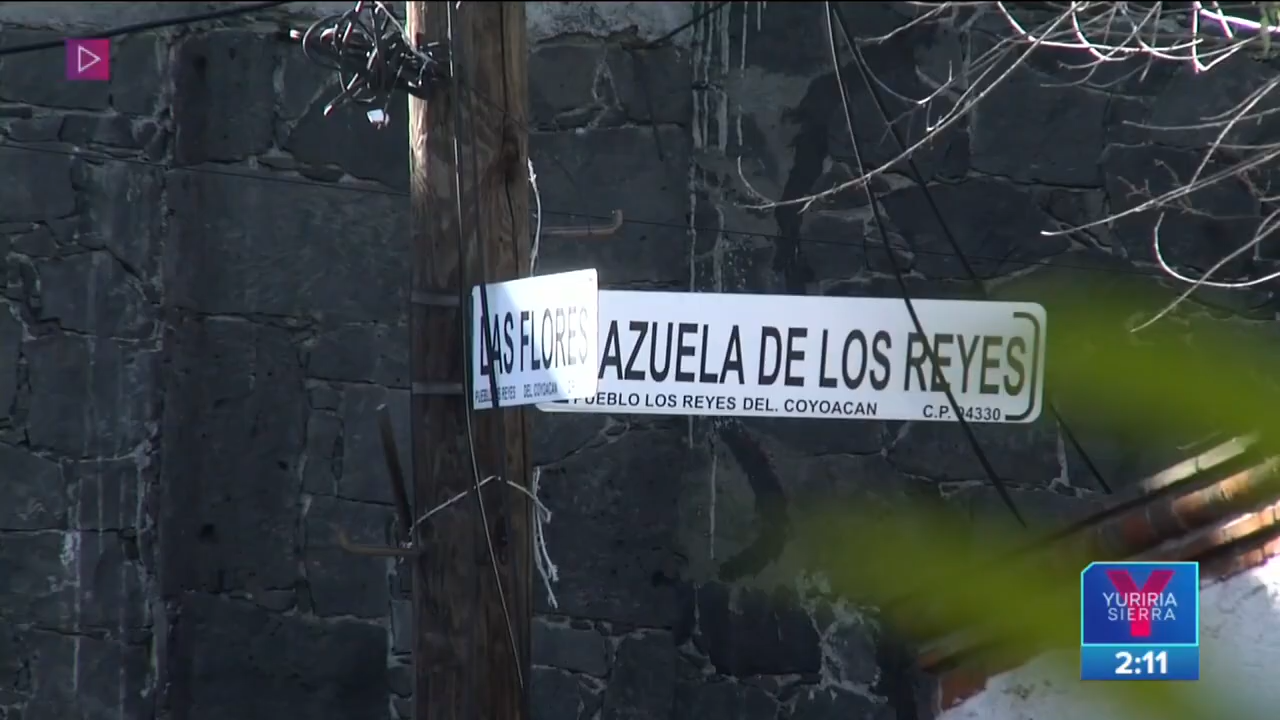 LAS FLORES
PUEBLO LOS REYES DEL COYOACAN
AZUELA DE LOS REYES
PUEBLO LOS REYES DEL. COYOACAN C.P. 04330
YURIRIA
SIERRA
2:11